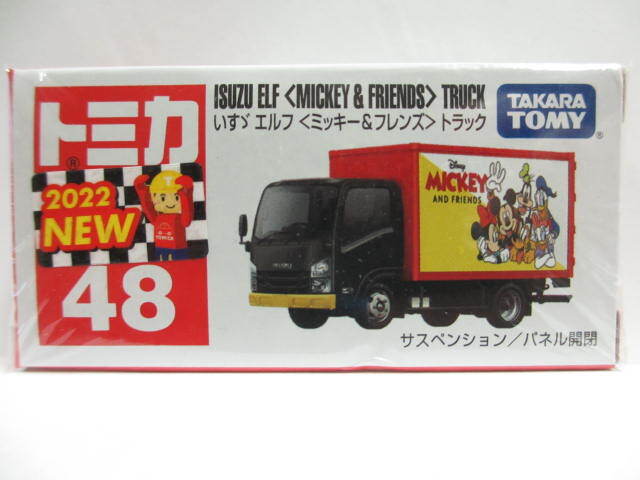 トミカ
®
2022
NEW
TOMICA
48
ISUZU ELF <MICKEY & FRIENDS> TRUCK
いすゞ エルフ <ミッキー&フレンズ> トラック
TAKARA
TOMY
®
Disney
MICKEY
AND FRIENDS
ISUZU
サスペンション/パネル開閉